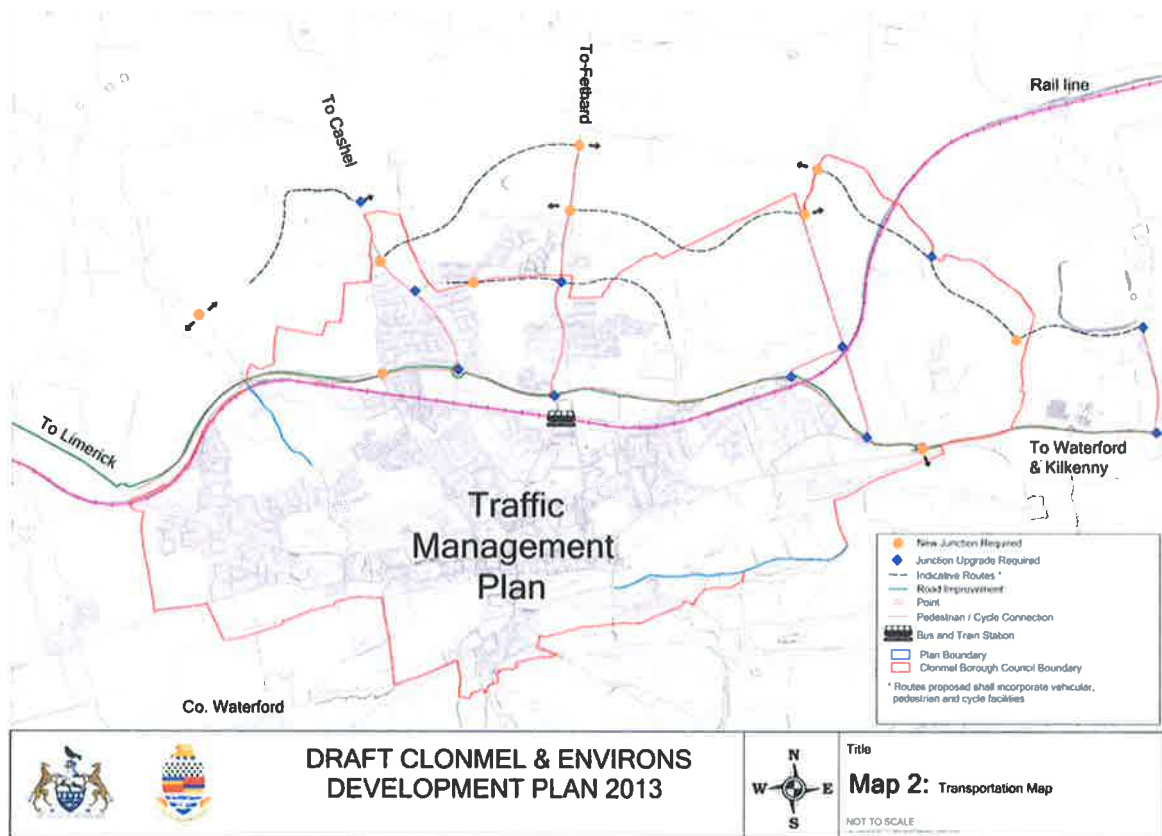 To Fethard
Rail line
To Cashel
To Limerick
To Waterford
& Kilkenny
Traffic
Management
Plan
New Junction Required
Junction Upgrade Required
Indicative Routes *
Road Improvement
Point
Pedestrian / Cycle Connection
Bus and Train Station
Plan Boundary
Clonmel Borough Council Boundary
* Routes proposed shall incorporate vehicular,
pedestrian and cycle facilities
Co. Waterford
DRAFT CLONMEL & ENVIRONS
DEVELOPMENT PLAN 2013
N
W E
S
Title
Map 2: Transportation Map
NOT TO SCALE